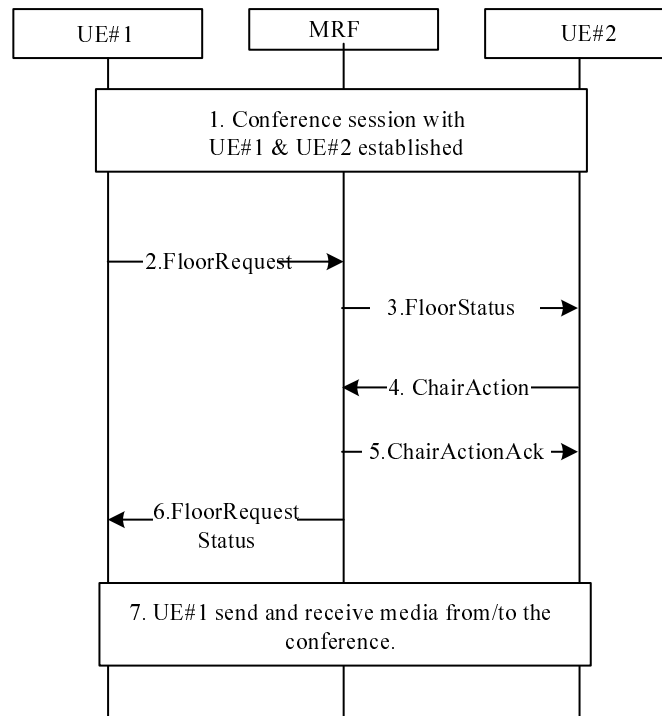 UE#1
MRF
UE#2
1. Conference session with
UE#1 & UE#2 established
2.FloorRequest
3.FloorStatus
4. ChairAction
5.ChairActionAck
6.FloorRequest
Status
7. UE#1 send and receive media from/to the
conference.